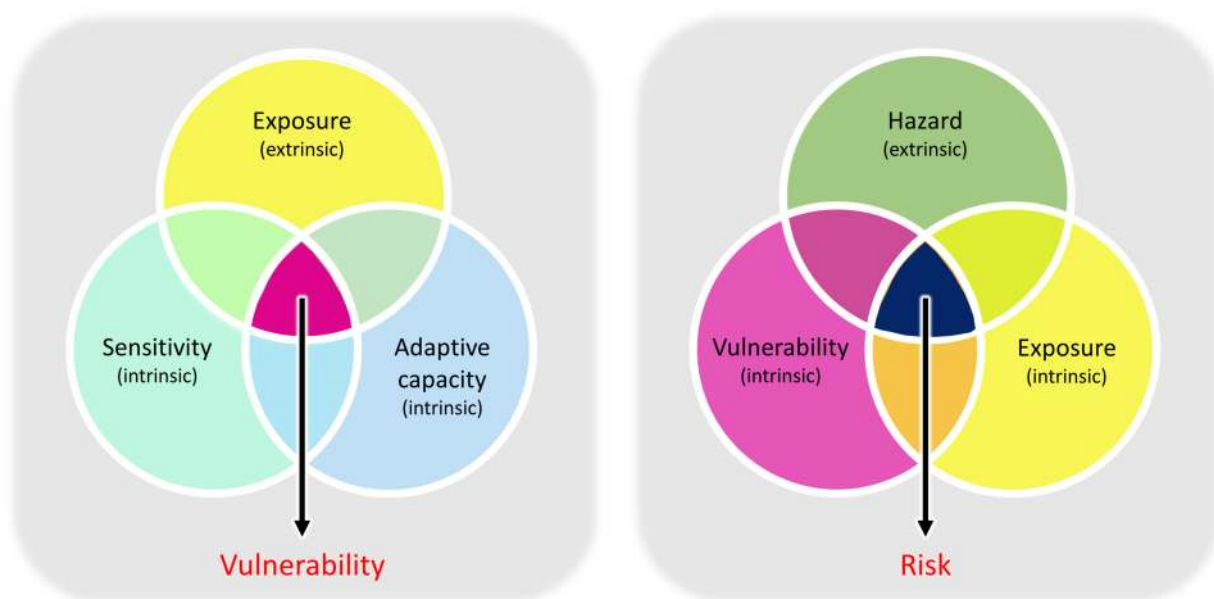 Exposure
(extrinsic)
Sensitivity
(intrinsic)
Adaptive
capacity
(intrinsic)
Vulnerability
Hazard
(extrinsic)
Vulnerability
(intrinsic)
Exposure
(intrinsic)
Risk